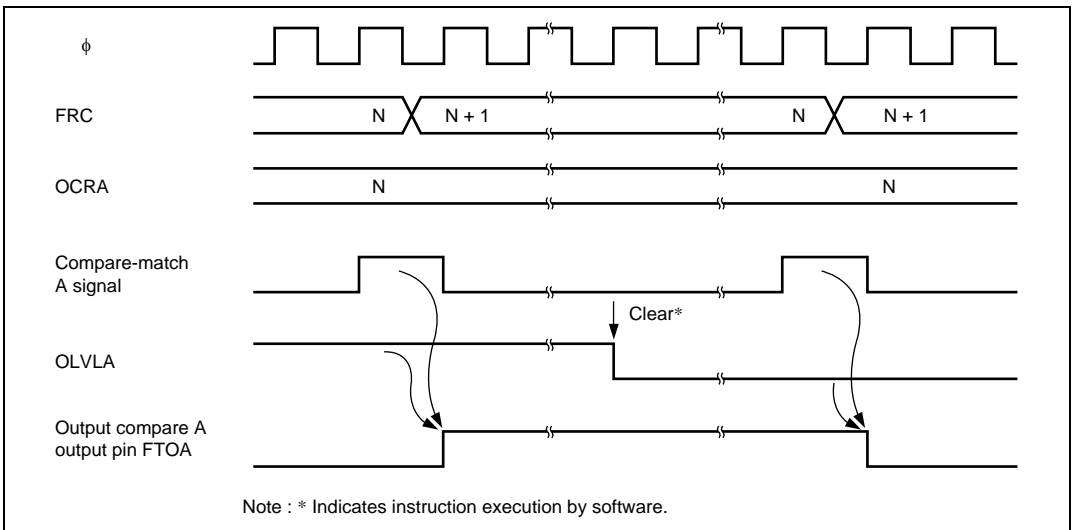 ϕ
FRC
N
N + 1
N
N + 1
OCRA
N
N
Compare-match
A signal
Clear*
OLVLA
Output compare A
output pin FTOA
Note : * Indicates instruction execution by software.